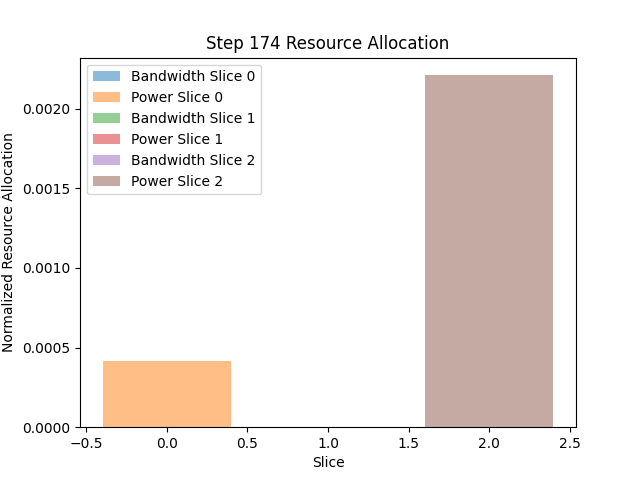 Step 174 Resource Allocation
Normalized Resource Allocation
0.0020
0.0015
0.0010
0.0005
0.0000
Bandwidth Slice 0
Power Slice 0
Bandwidth Slice 1
Power Slice 1
Bandwidth Slice 2
Power Slice 2
−0.5 0.0 0.5 1.0 1.5 2.0 2.5
Slice